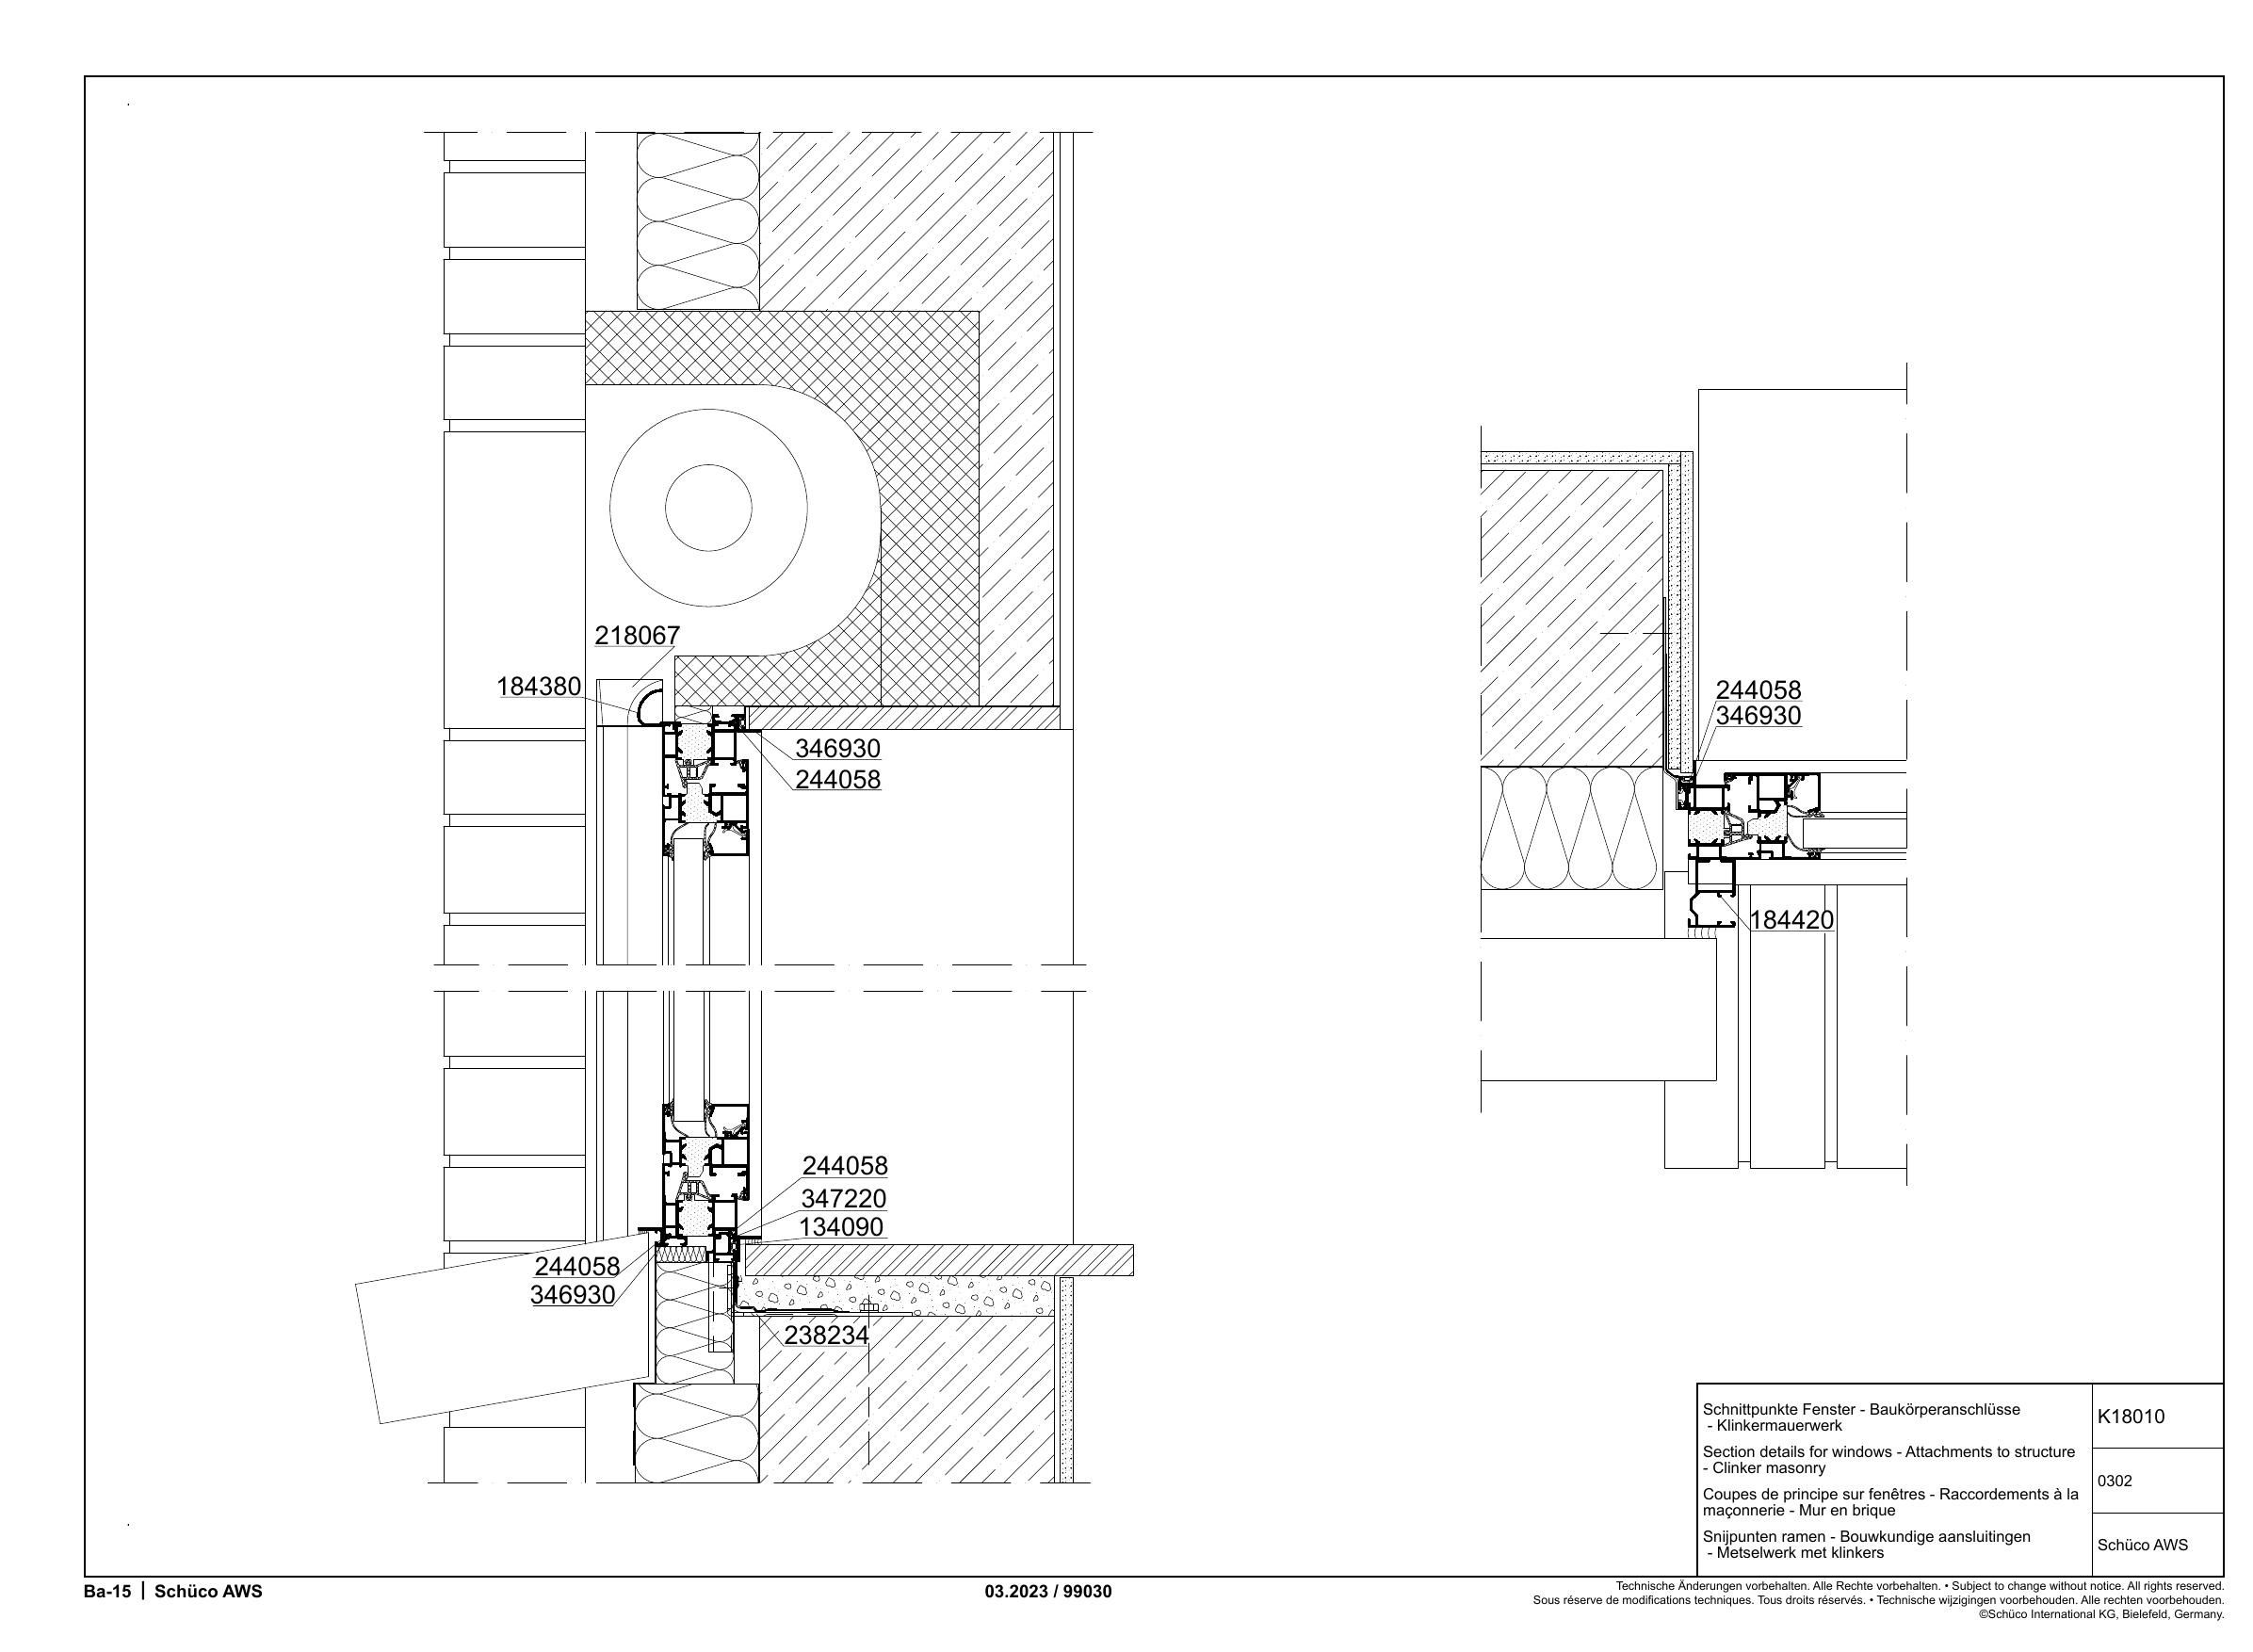 218067
184380
346930
244058
244058
346930
184420
244058
347220
134090
244058
346930
238234
Schnittpunkte Fenster - Baukörperanschlüsse
- Klinkermauerwerk
Section details for windows - Attachments to structure
- Clinker masonry
Coupes de principe sur fenêtres - Raccordements à la
maçonnerie - Mur en brique
Snijpunten ramen - Bouwkundige aansluitingen
- Metselwerk met klinkers
K18010
0302
Schüco AWS
Ba-15 | Schüco AWS
03.2023 / 99030
Technische Änderungen vorbehalten. Alle Rechte vorbehalten. • Subject to change without notice. All rights reserved.
Sous réserve de modifications techniques. Tous droits réservés. • Technische wijzigingen voorbehouden. Alle rechten voorbehouden.
©Schüco International KG, Bielefeld, Germany.